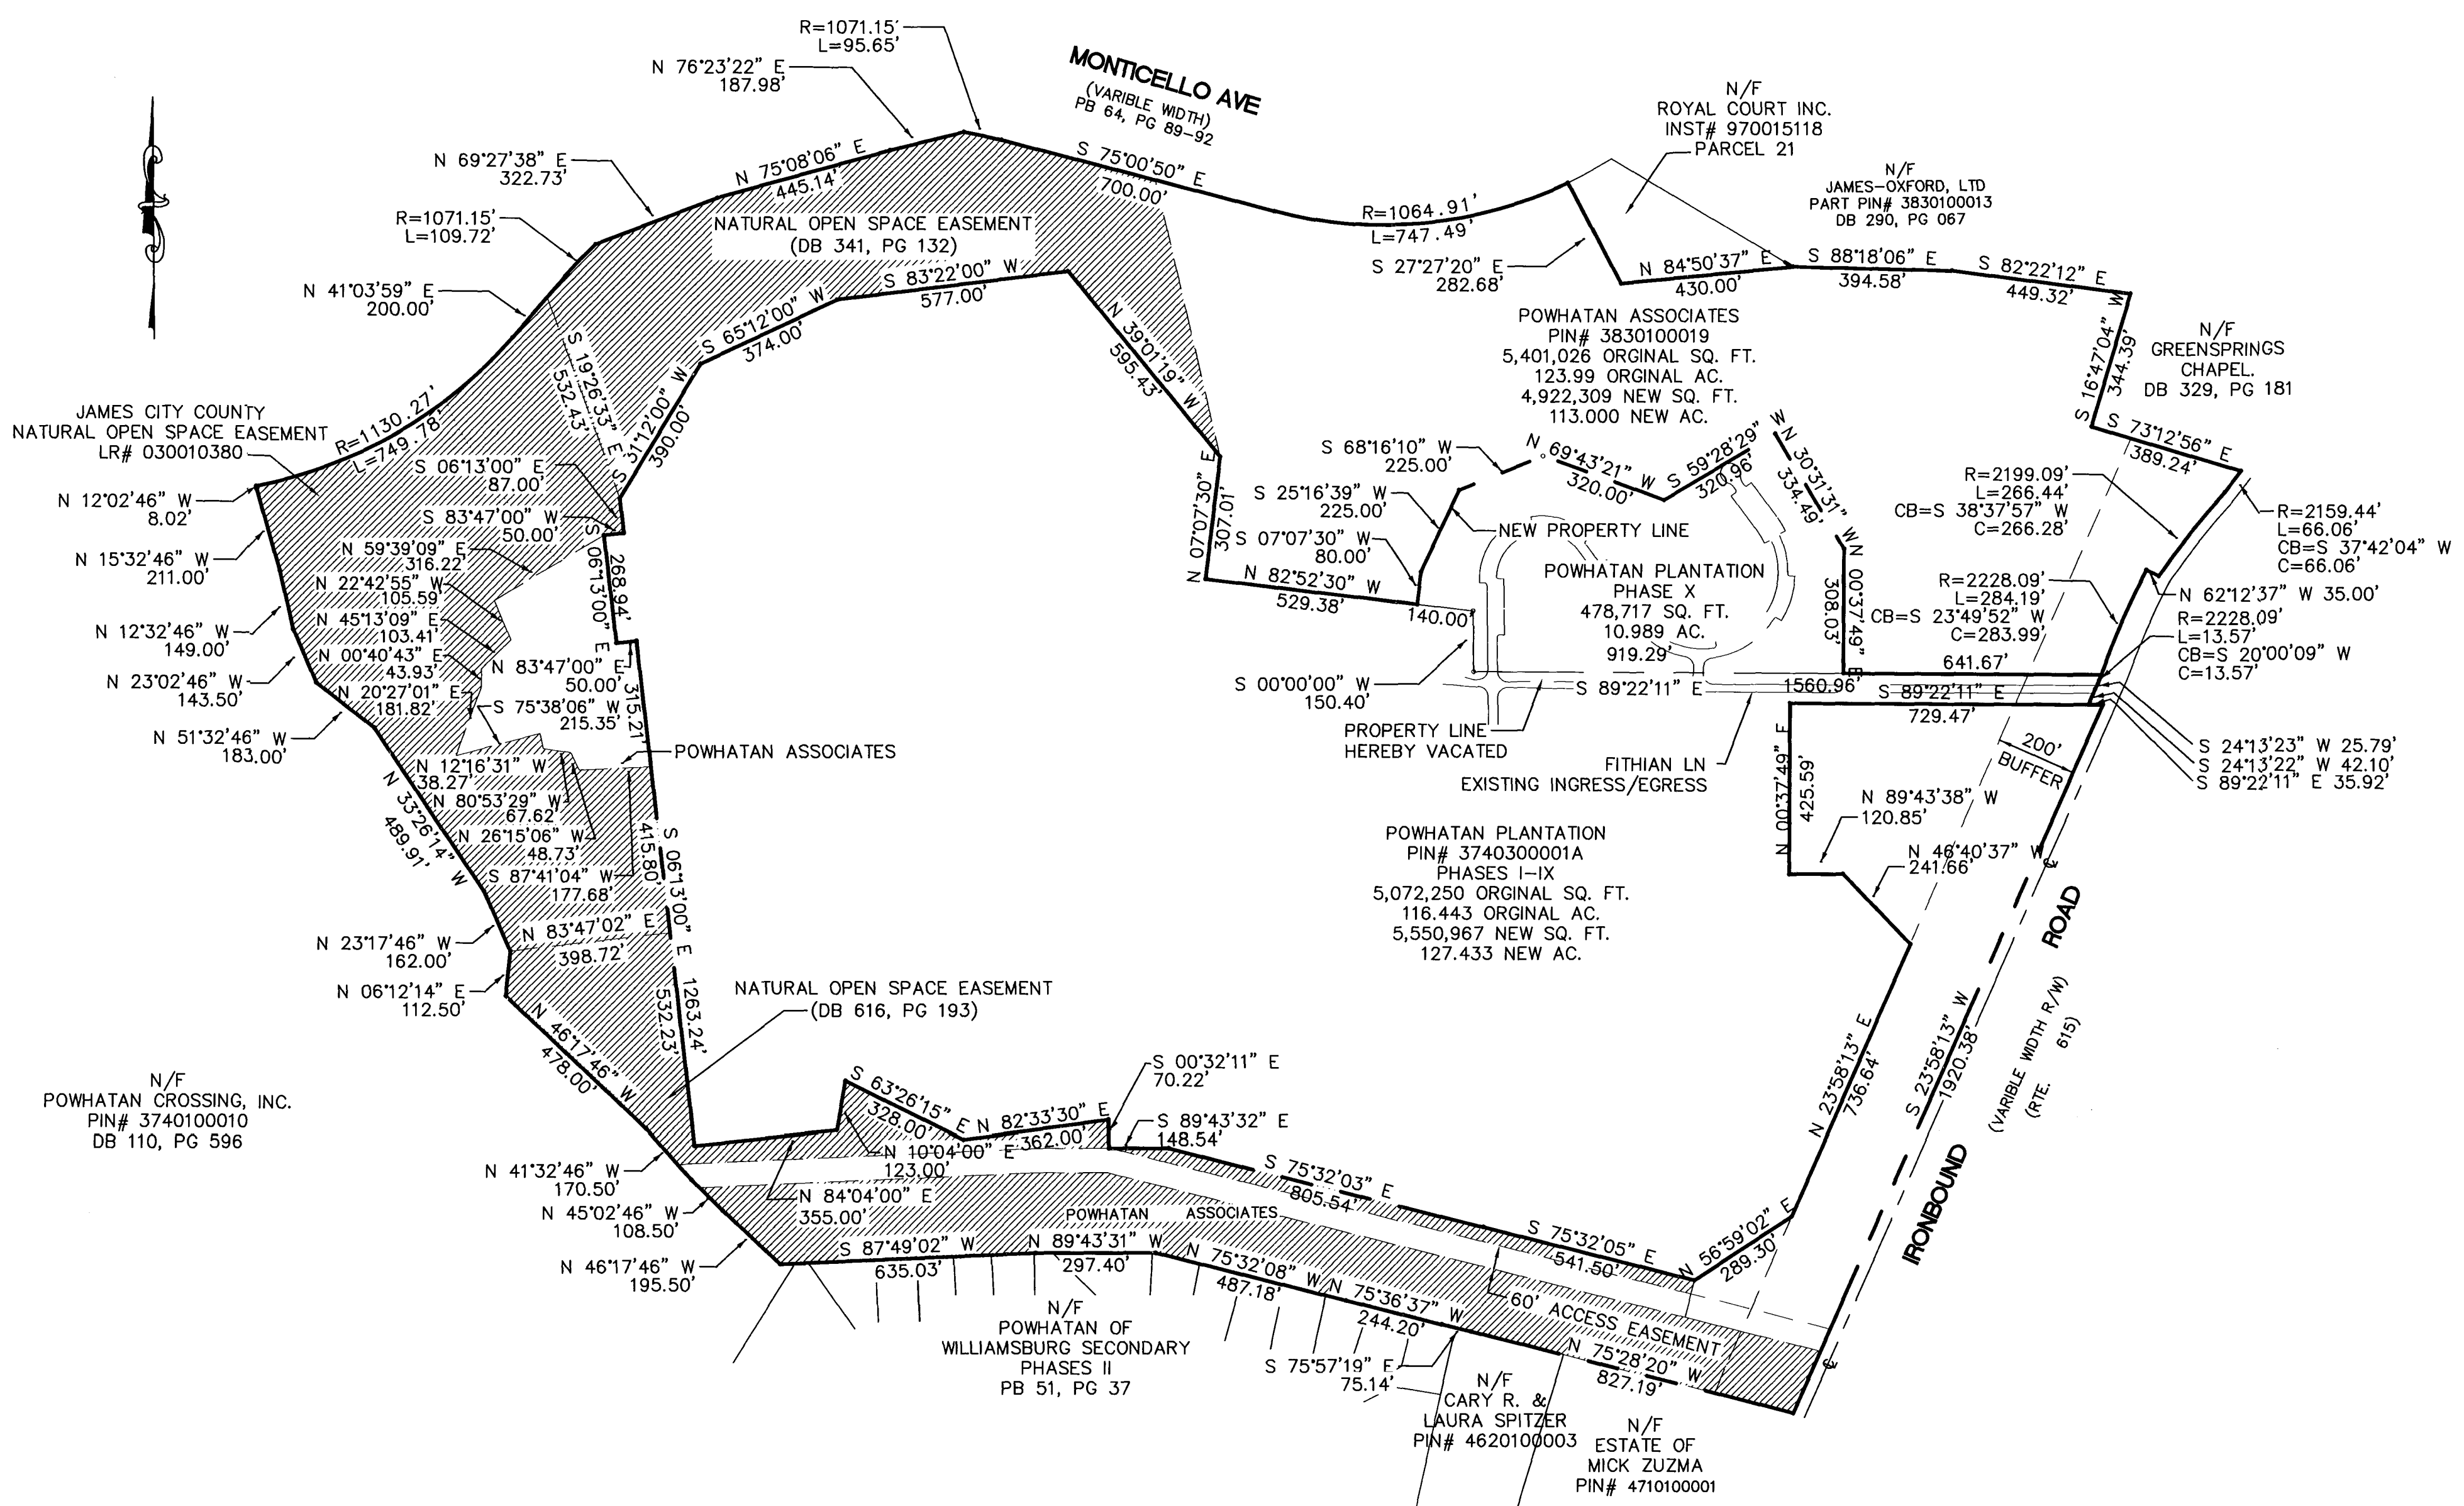 R=1071.15'
L=95.65'
N 76°23'22" E
187.98'
MONTICELLO AVE
(VARIBLE WIDTH)
PB 64, PG 89-92
N/F
ROYAL COURT INC.
INST# 970015118
PARCEL 21
N/F
JAMES-OXFORD, LTD
PART PIN# 3830100013
DB 290, PG 067
N 69°27'38" E
322.73'
N 75°08'06" E
445.14'
S 75°00'50" E
700.00'
R=1071.15'
L=109.72'
NATURAL OPEN SPACE EASEMENT
(DB 341, PG 132)
R=1064.91'
L=747.49'
S 27°27'20" E
282.68'
N 84°50'37" E
430.00'
S 88°18'06" E
394.58'
S 82°22'12" E
449.32'
N 41°03'59" E
200.00'
S 83°22'00" W
577.00'
S 65°12'00" W
374.00'
N 39°01'19" W
595.43'
S 19°26'33" E
532.43'
S 31°12'00" W
390.00'
POWHATAN ASSOCIATES
PIN# 3830100019
5,401,026 ORGINAL SQ. FT.
123.99 ORGINAL AC.
4,922,309 NEW SQ. FT.
113.000 NEW AC.
S 16°47'04" W
344.39'
N/F
GREENSPRINGS
CHAPEL.
DB 329, PG 181
S 73°12'56" E
389.24'
JAMES CITY COUNTY
NATURAL OPEN SPACE EASEMENT
LR# 030010380
R=1130.27'
L=749.78'
S 06°13'00" E
87.00'
S 83°47'00" W
50.00'
N 12°02'46" W
8.02'
N 15°32'46" W
211.00'
N 59°39'09" E
316.22'
N 22°42'55" W
105.59'
N 45°13'09" E
103.41'
N 00°40'43" E
43.93'
N 20°27'01" E
181.82'
S 06°13'00" E
268.94'
N 83°47'00" E
50.00'
S 75°38'06" W
215.35'
315.21'
N 12°32'46" W
149.00'
N 23°02'46" W
143.50'
N 51°32'46" W
183.00'
N 07°07'30" E
307.01'
N 82°52'30" W
529.38'
S 68°16'10" W
225.00'
S 25°16'39" W
225.00'
S 07°07'30" W
80.00'
N 69°43'21" W
320.00'
S 59°28'29" W
320.96'
N 30°31'31" W
334.49'
N 00°37'49" E
308.03'
NEW PROPERTY LINE
POWHATAN PLANTATION
PHASE X
478,717 SQ. FT.
10.989 AC.
919.29'
140.00'
S 00°00'00" W
150.40'
S 89°22'11" E
1560.96'
641.67'
S 89°22'11" E
729.47'
PROPERTY LINE
HEREBY VACATED
FITHIAN LN
EXISTING INGRESS/EGRESS
R=2199.09'
L=266.44'
CB=S 38°37'57" W
C=266.28'
R=2159.44'
L=66.06'
CB=S 37°42'04" W
C=66.06'
R=2228.09'
L=284.19'
CB=S 23°49'52" W
C=283.99'
N 62°12'37" W 35.00'
R=2228.09'
L=13.57'
CB=S 20°00'09" W
C=13.57'
S 24°13'23" W 25.79'
S 24°13'22" W 42.10'
S 89°22'11" E 35.92'
200'
BUFFER
N 00°37'49" E
425.59'
N 89°43'38" W
120.85'
N 46°40'37" W
241.66'
POWHATAN ASSOCIATES
N 12°16'31" W
38.27'
N 80°53'29" W
67.62'
N 26°15'06" W
48.73'
S 87°41'04" W
177.68'
N 33°26'14" W
489.91'
415.80'
S 06°13'00" E 1263.24'
N 83°47'02" E
398.72'
532.23'
N 23°17'46" W
162.00'
N 06°12'14" E
112.50'
N 46°17'46" W
478.00'
NATURAL OPEN SPACE EASEMENT
(DB 616, PG 193)
POWHATAN PLANTATION
PIN# 3740300001A
PHASES I-IX
5,072,250 ORGINAL SQ. FT.
116.443 ORGINAL AC.
5,550,967 NEW SQ. FT.
127.433 NEW AC.
N 23°58'13" E
736.64'
S 23°58'13" W
1920.38'
IRONBOUND ROAD
(VARIBLE WIDTH R/W)
(RTE. 615)
N/F
POWHATAN CROSSING, INC.
PIN# 3740100010
DB 110, PG 596
N 41°32'46" W
170.50'
N 45°02'46" W
108.50'
N 46°17'46" W
195.50'
S 63°26'15" E
328.00'
N 82°33'30" E
362.00'
S 00°32'11" E
70.22'
S 89°43'32" E
148.54'
N 10°04'00" E
123.00'
N 84°04'00" E
355.00'
S 75°32'03" E
805.54'
S 75°32'05" E
541.50'
N 56°59'02" E
289.30'
POWHATAN ASSOCIATES
S 87°49'02" W
635.03'
N 89°43'31" W
297.40'
N 75°32'08" W
487.18'
N 75°36'37" W
244.20'
60' ACCESS EASEMENT
N 75°28'20" W
827.19'
S 75°57'19" E
75.14'
N/F
POWHATAN OF
WILLIAMSBURG SECONDARY
PHASES II
PB 51, PG 37
N/F
CARY R. &
LAURA SPITZER
PIN# 4620100003
N/F
ESTATE OF
MICK ZUZMA
PIN# 4710100001